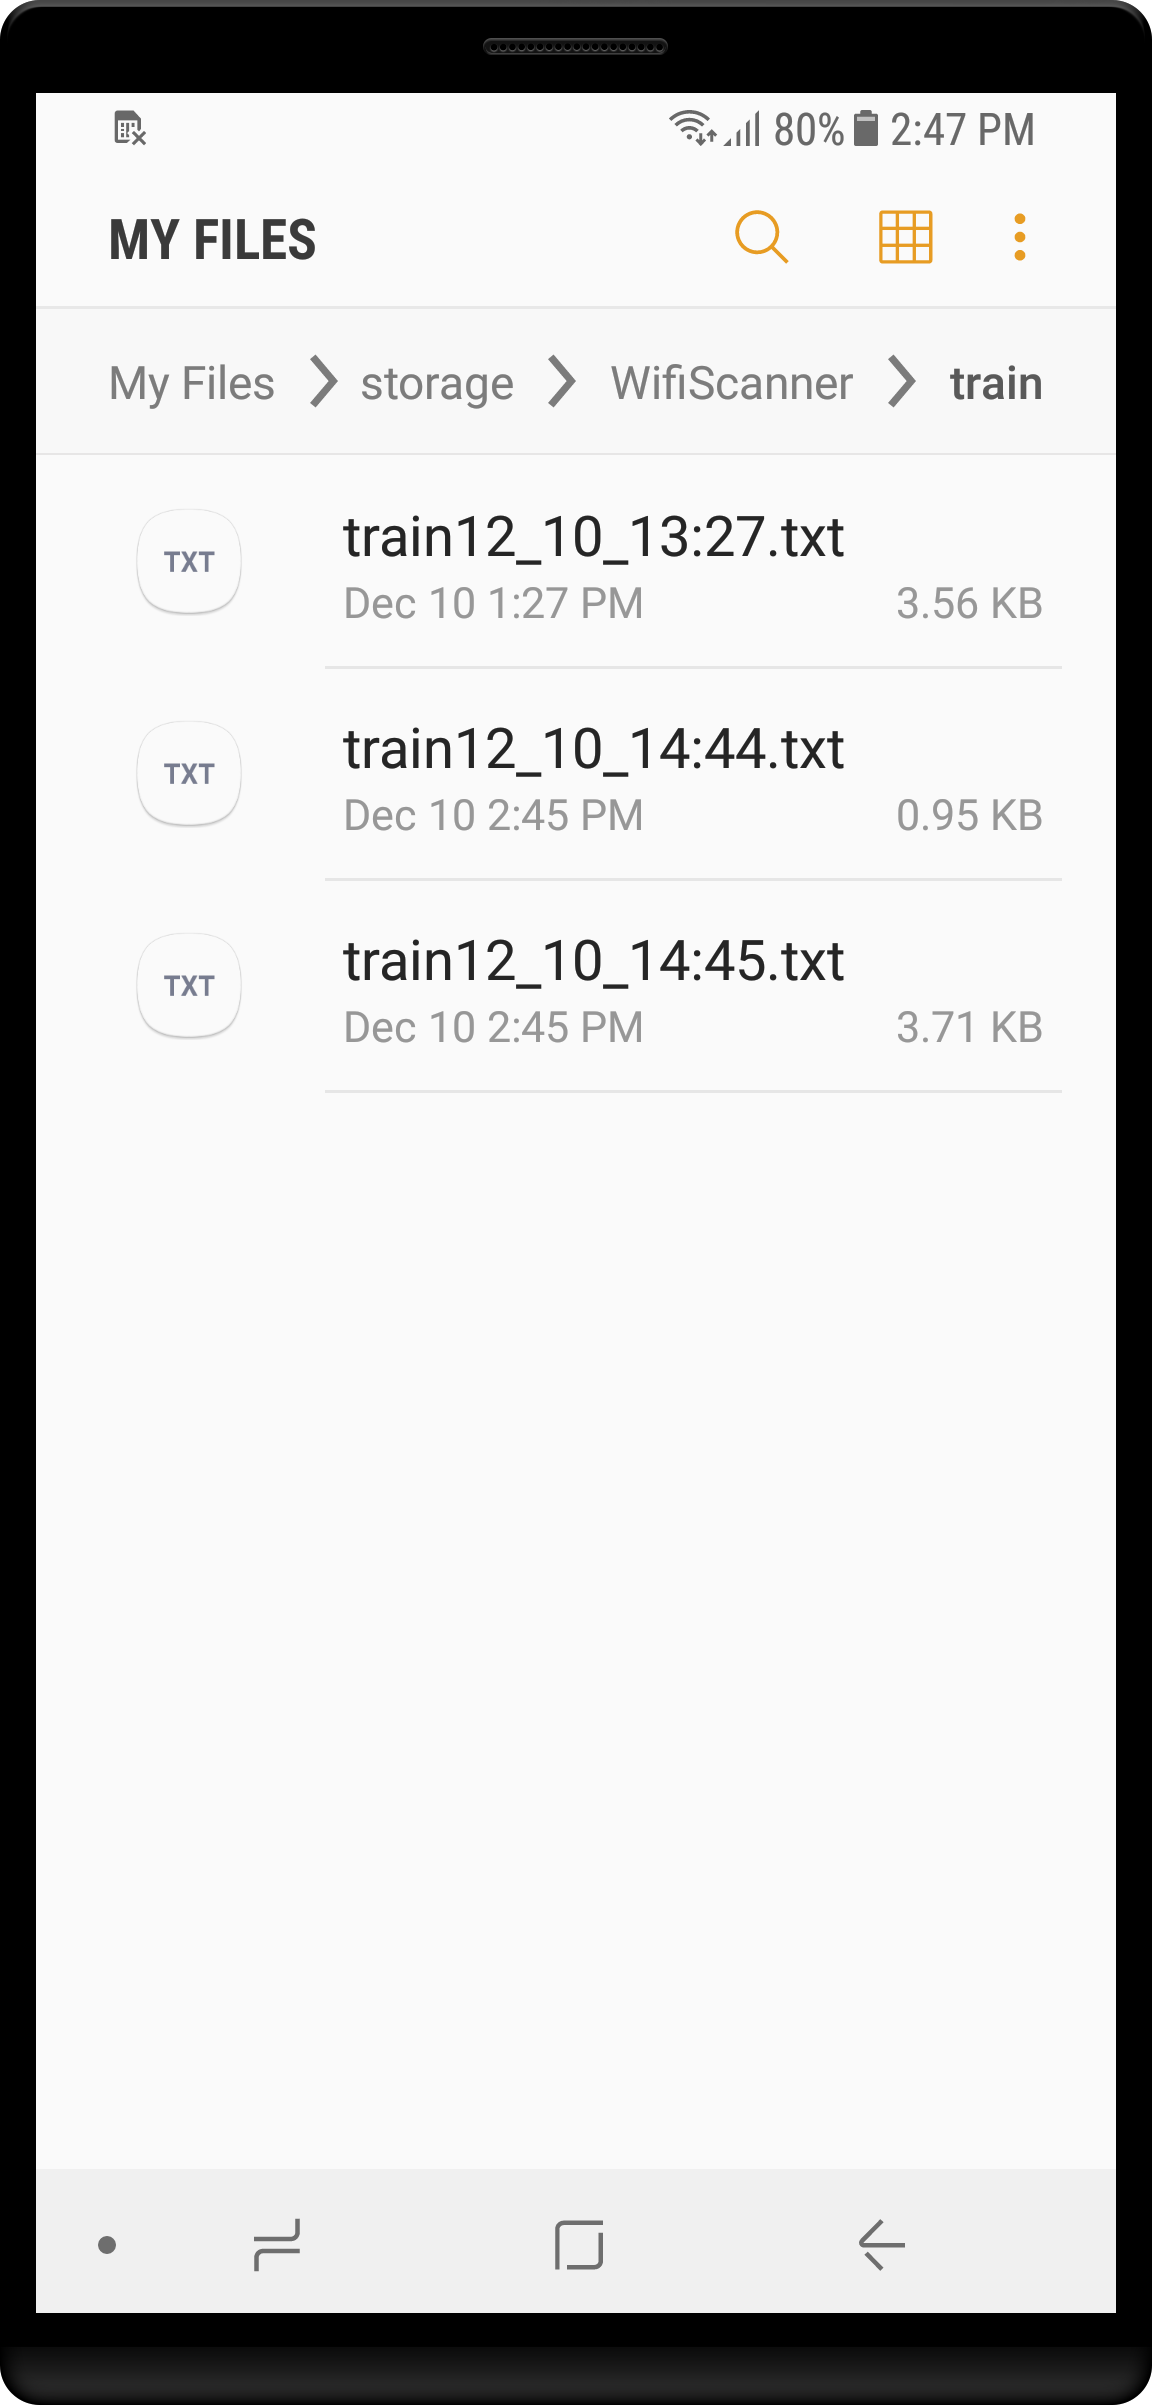 80% 2:47 PM
MY FILES
My Files storage WifiScanner train
TXT train12_10_13:27.txt
Dec 10 1:27 PM 3.56 KB
TXT train12_10_14:44.txt
Dec 10 2:45 PM 0.95 KB
TXT train12_10_14:45.txt
Dec 10 2:45 PM 3.71 KB